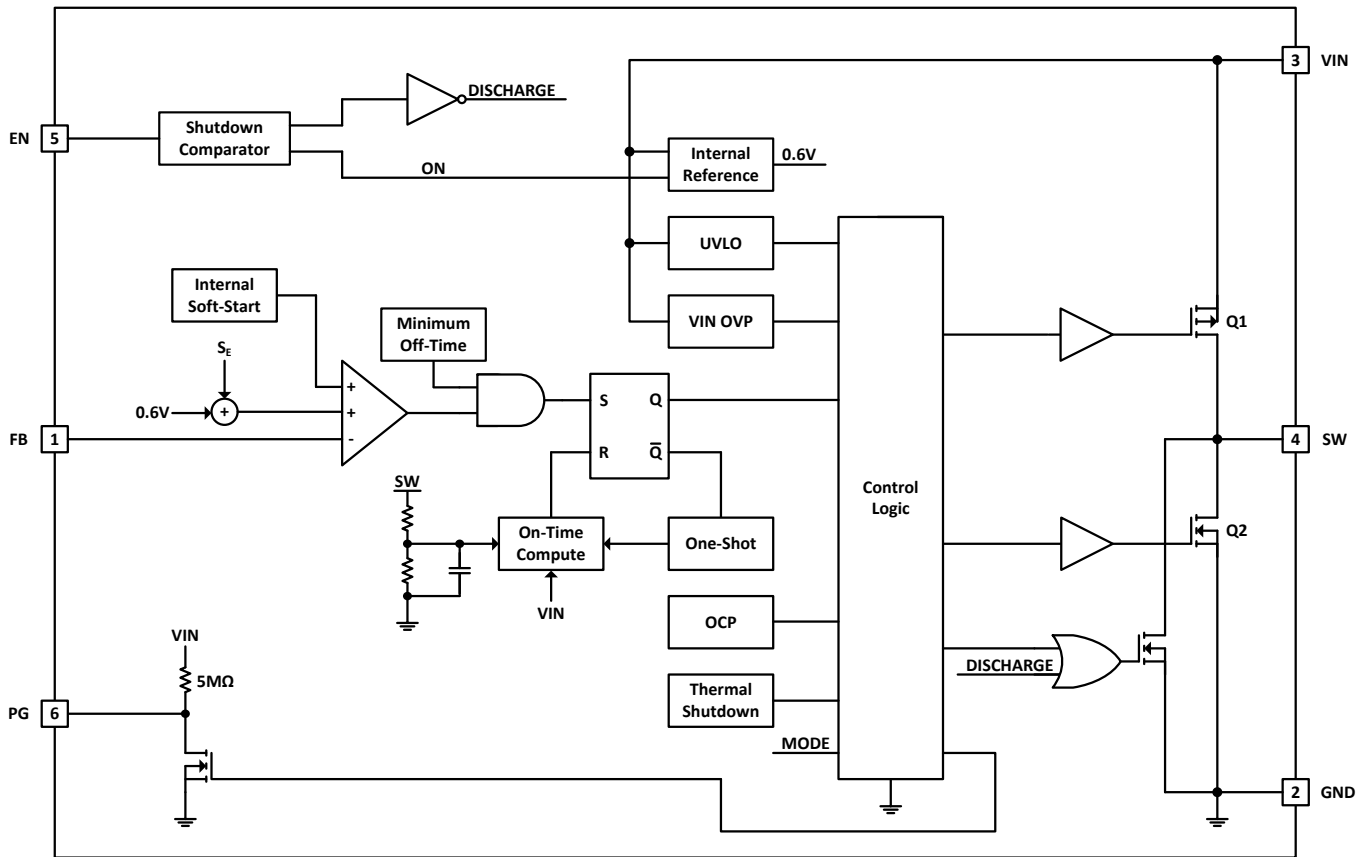 3
VIN
DISCHARGE
EN
5
Shutdown
Comparator
Internal
Reference
0.6V
ON
UVLO
Internal
Soft-Start
VIN OVP
Minimum
Off-Time
Q1
SE
+
0.6V
+
+
S
Q
FB
1
-
4
SW
R
Q̅
SW
Control
Logic
On-Time
Compute
One-Shot
Q2
VIN
OCP
VIN
DISCHARGE
5MΩ
Thermal
Shutdown
PG
6
MODE
2
GND